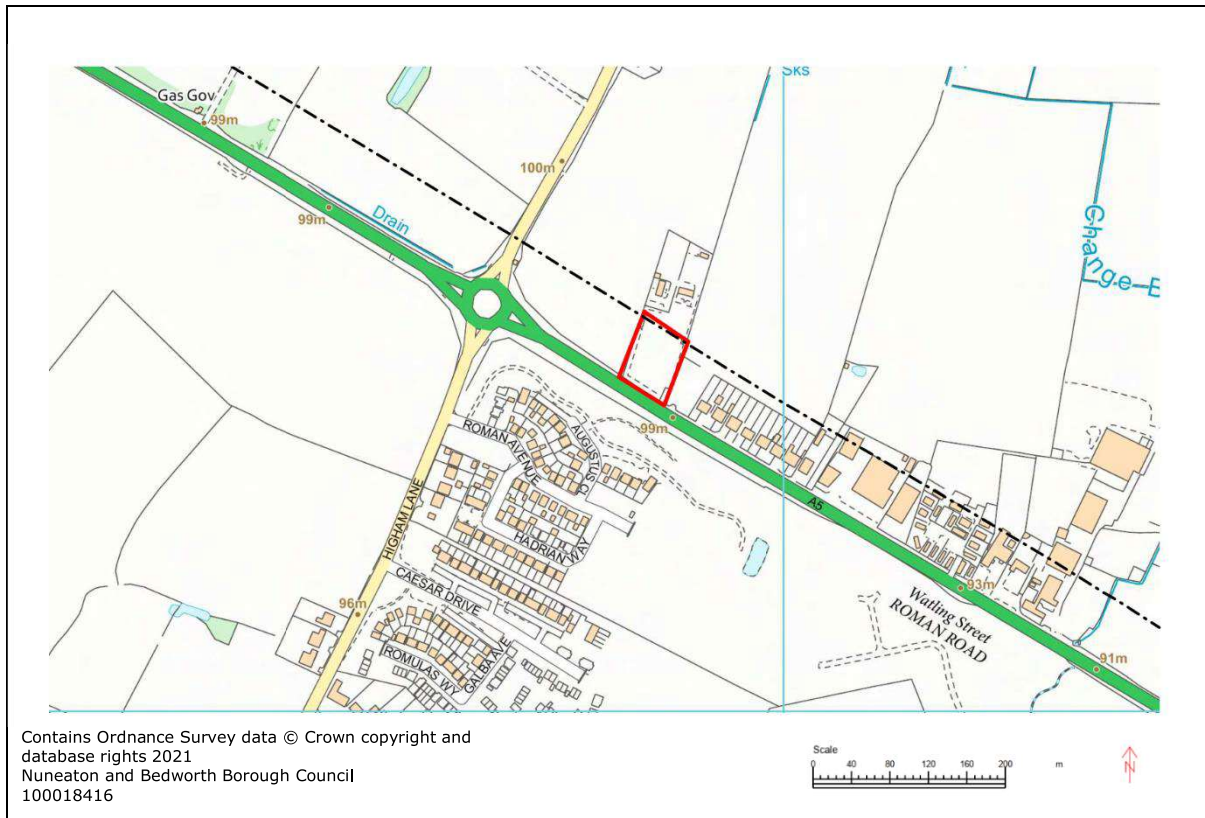 Sks
Gas Gov
99m
100m
99m
Drain
Change-B
99m
ROMAN AVENUE
AUGUSTUS CL
A5
HIGHAM LANE
HADRIAN WAY
CAESAR DRIVE
93m
96m
Watling Street
ROMAN ROAD
GALBA AVE
ROMULAS WY
91m
Contains Ordnance Survey data © Crown copyright and
database rights 2021
Nuneaton and Bedworth Borough Council
100018416
Scale
0 40 80 120 160 200 m
N